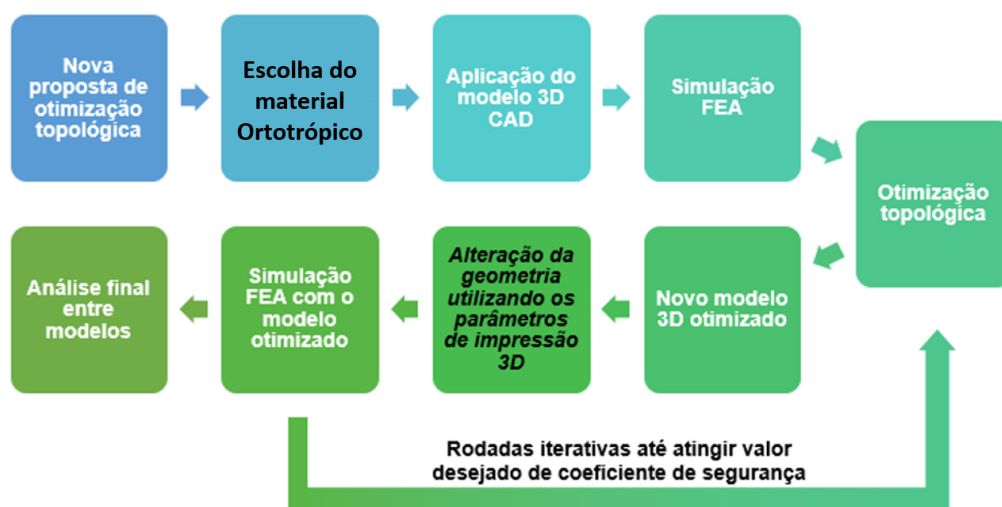 Nova
proposta de
otimização
topológica
Escolha do
material
Ortotrópico
Aplicação do
modelo 3D
CAD
Simulação
FEA
Otimização
topológica
Novo modelo
3D otimizado
Alteração da
geometria
utilizando os
parâmetros
de impressão
3D
Simulação
FEA com o
modelo
otimizado
Análise final
entre
modelos
Rodadas iterativas até atingir valor
desejado de coeficiente de segurança